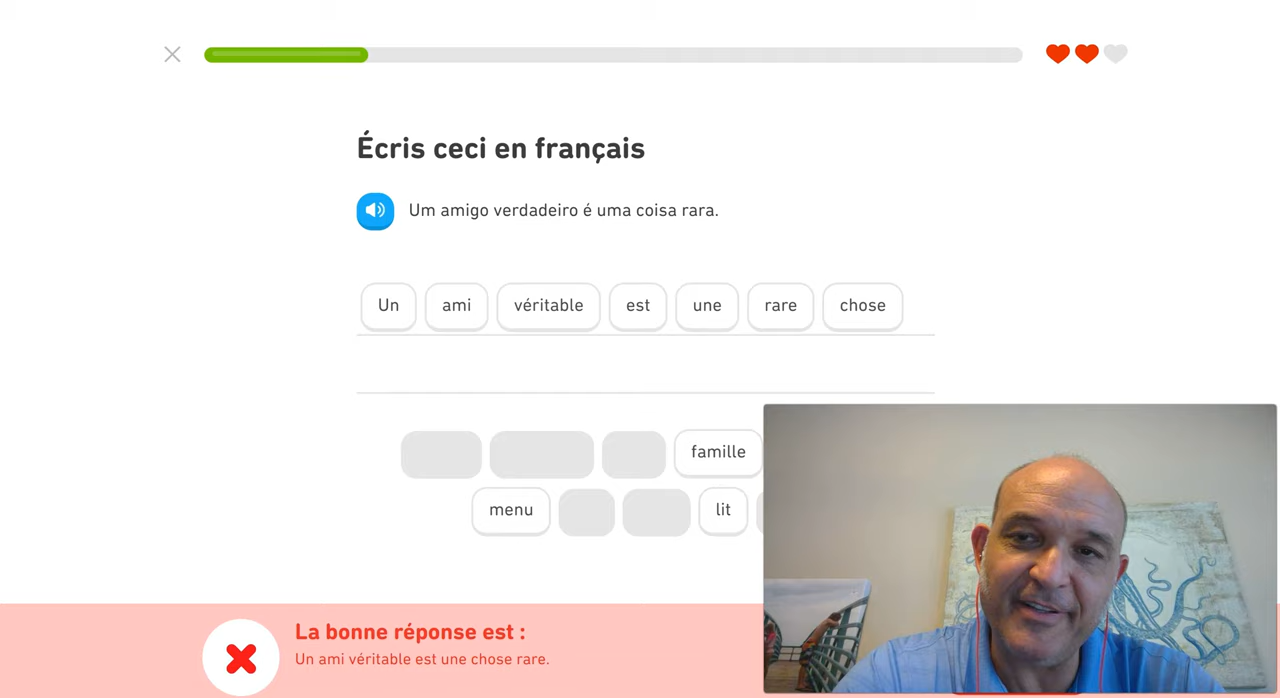 Écris ceci en français
Um amigo verdadeiro é uma coisa rara.
Un ami véritable est une rare chose
famille
menu lit
La bonne réponse est :
Un ami véritable est une chose rare.